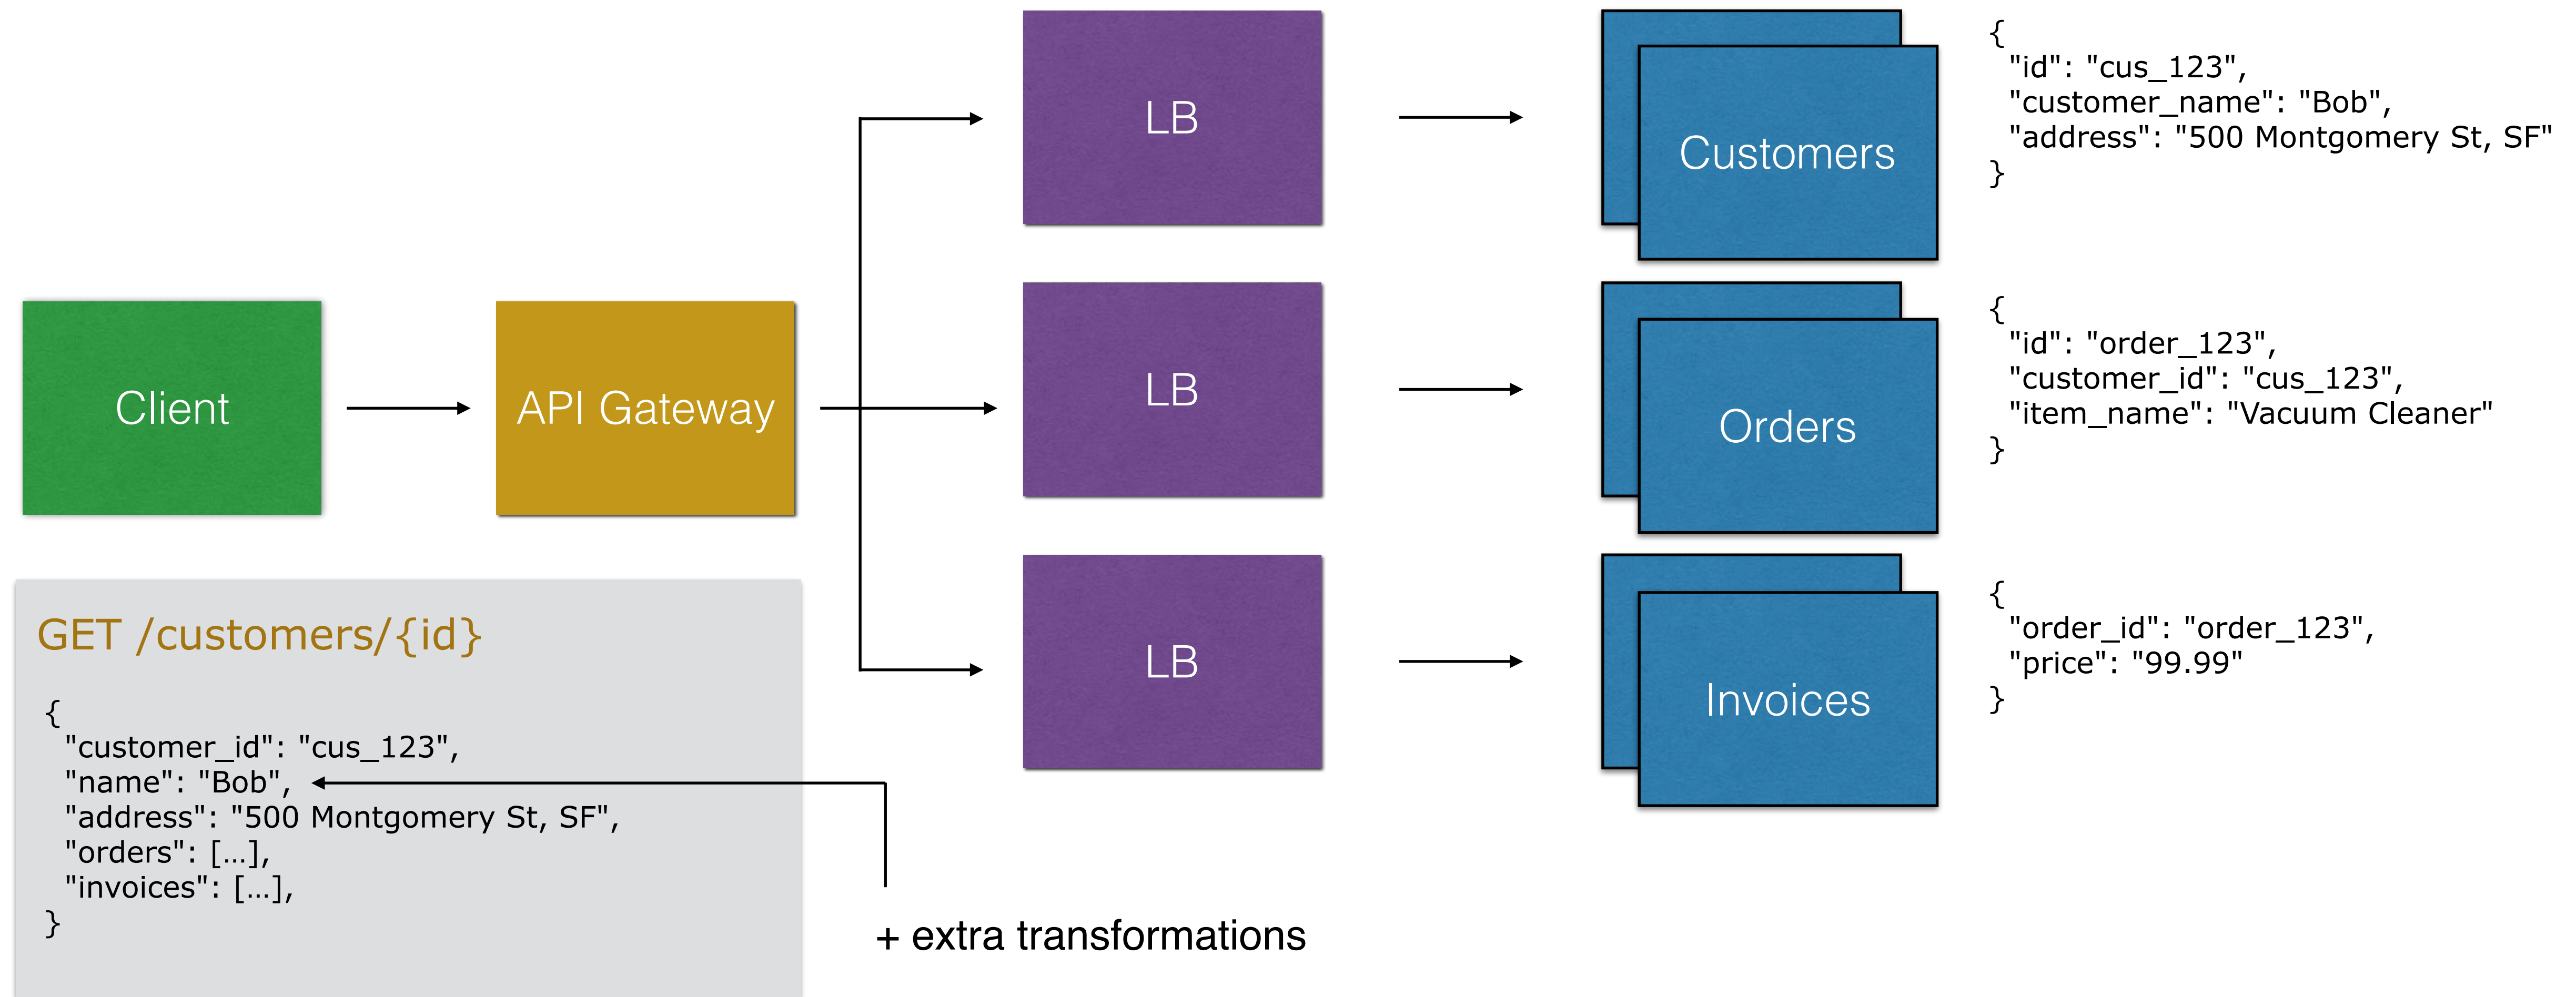 LB
Customers
{
"id": "cus_123",
"customer_name": "Bob",
"address": "500 Montgomery St, SF"
}
Client
API Gateway
LB
Orders
{
"id": "order_123",
"customer_id": "cus_123",
"item_name": "Vacuum Cleaner"
}
LB
Invoices
{
"order_id": "order_123",
"price": "99.99"
}
GET /customers/{id}
{
"customer_id": "cus_123",
"name": "Bob",
"address": "500 Montgomery St, SF",
"orders": […],
"invoices": […],
}
+ extra transformations